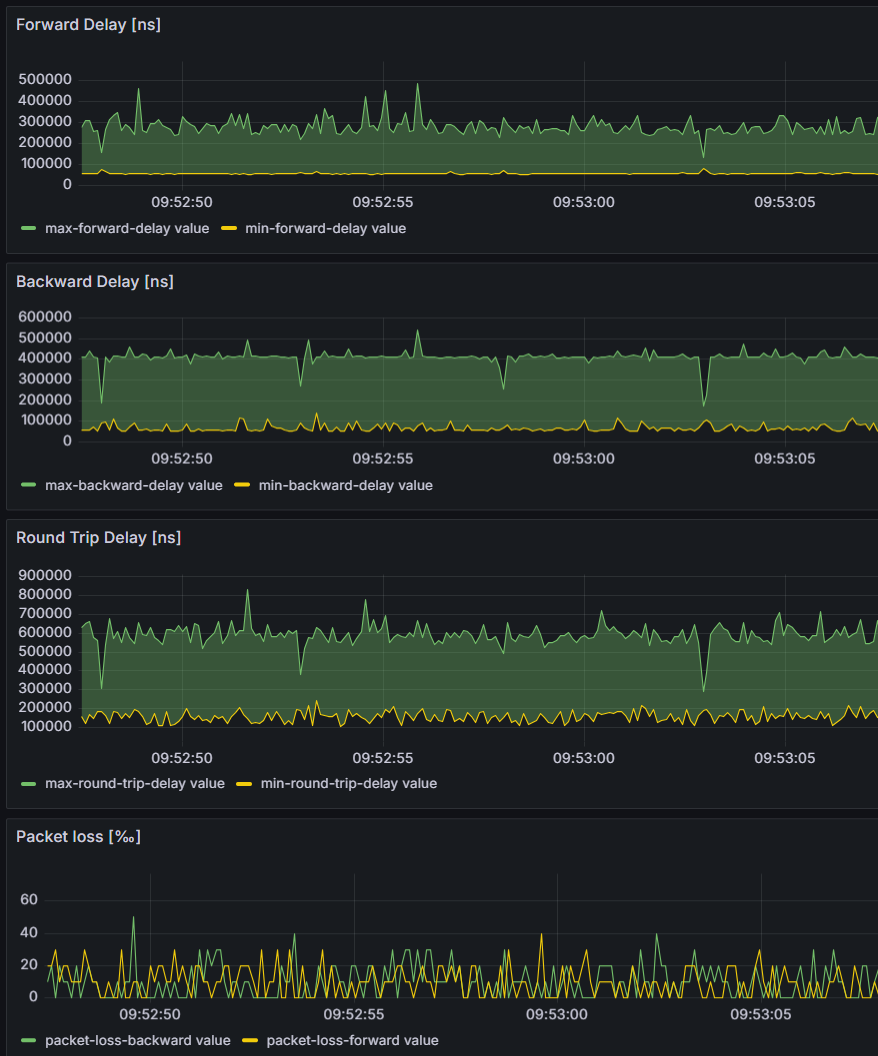 Forward Delay [ns]
500000
400000
300000
200000
100000
0
09:52:50 09:52:55 09:53:00 09:53:05
max-forward-delay value min-forward-delay value
Backward Delay [ns]
600000
500000
400000
300000
200000
100000
0
09:52:50 09:52:55 09:53:00 09:53:05
max-backward-delay value min-backward-delay value
Round Trip Delay [ns]
900000
800000
700000
600000
500000
400000
300000
200000
100000
09:52:50 09:52:55 09:53:00 09:53:05
max-round-trip-delay value min-round-trip-delay value
Packet loss [‰]
60
40
20
0
09:52:50 09:52:55 09:53:00 09:53:05
packet-loss-backward value packet-loss-forward value